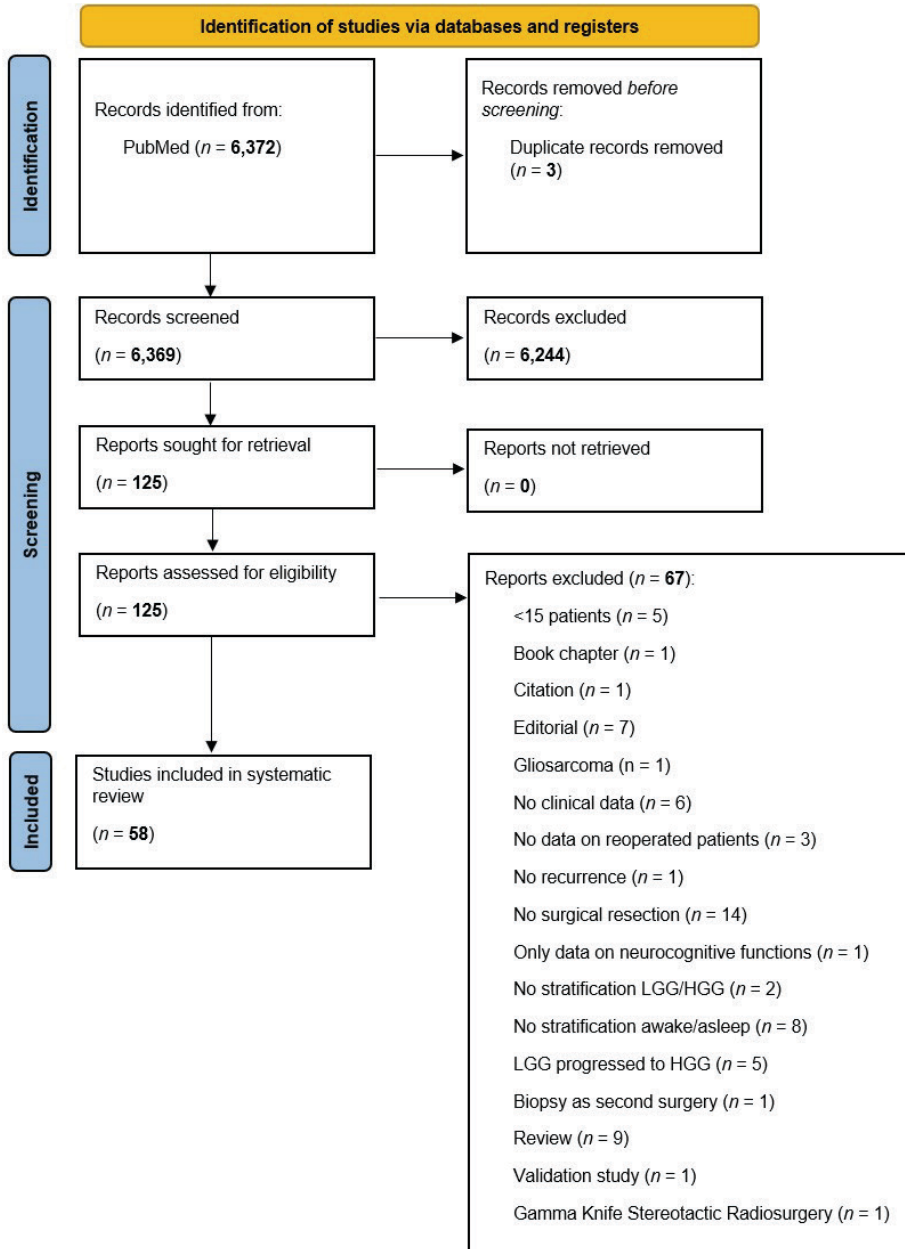 Identification of studies via databases and registers
Identification
Records identified from:
PubMed (n = 6,372)
Records removed before
screening:
Duplicate records removed
(n = 3)
Screening
Records screened
(n = 6,369)
Records excluded
(n = 6,244)
Reports sought for retrieval
(n = 125)
Reports not retrieved
(n = 0)
Reports assessed for eligibility
(n = 125)
Reports excluded (n = 67):
<15 patients (n = 5)
Book chapter (n = 1)
Citation (n = 1)
Editorial (n = 7)
Gliosarcoma (n = 1)
No clinical data (n = 6)
No data on reoperated patients (n = 3)
No recurrence (n = 1)
No surgical resection (n = 14)
Only data on neurocognitive functions (n = 1)
No stratification LGG/HGG (n = 2)
No stratification awake/asleep (n = 8)
LGG progressed to HGG (n = 5)
Biopsy as second surgery (n = 1)
Review (n = 9)
Validation study (n = 1)
Gamma Knife Stereotactic Radiosurgery (n = 1)
Included
Studies included in systematic
review
(n = 58)